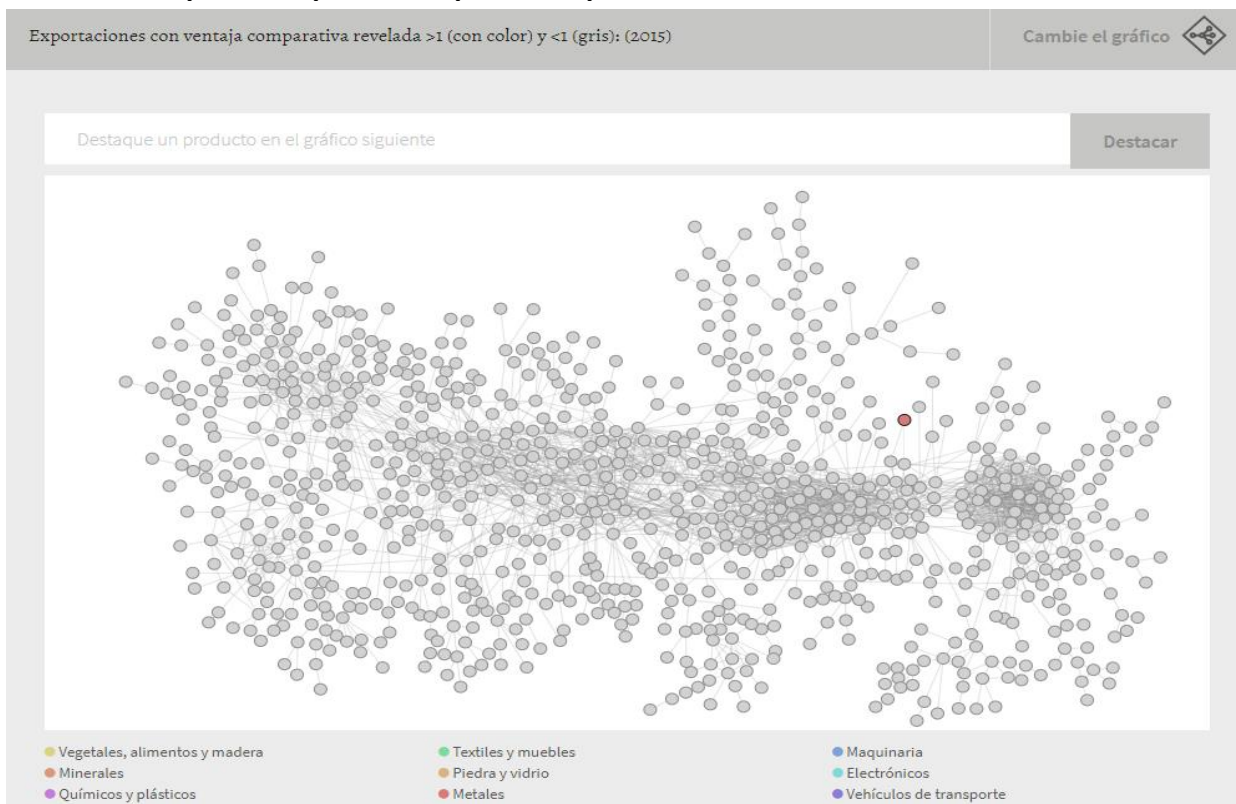 Exportaciones con ventaja comparativa revelada >1 (con color) y <1 (gris): (2015)
Cambie el gráfico
Destaque un producto en el gráfico siguiente
Destacar
Vegetales, alimentos y madera
Textiles y muebles
Maquinaria
Minerales
Piedra y vidrio
Electrónicos
Químicos y plásticos
Metales
Vehículos de transporte